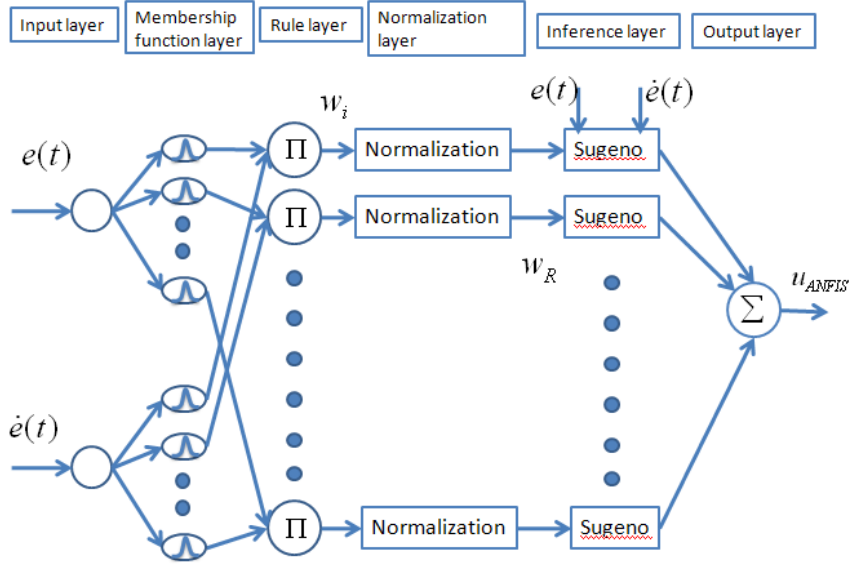 Input layer
Membership
function layer
Rule layer
Normalization
layer
Inference layer
Output layer
w_i
e(t)
ė(t)
e(t)
Π
Normalization
Sugeno
Π
Normalization
Sugeno
w_R
u_ANFIS
Σ
ė(t)
Π
Normalization
Sugeno